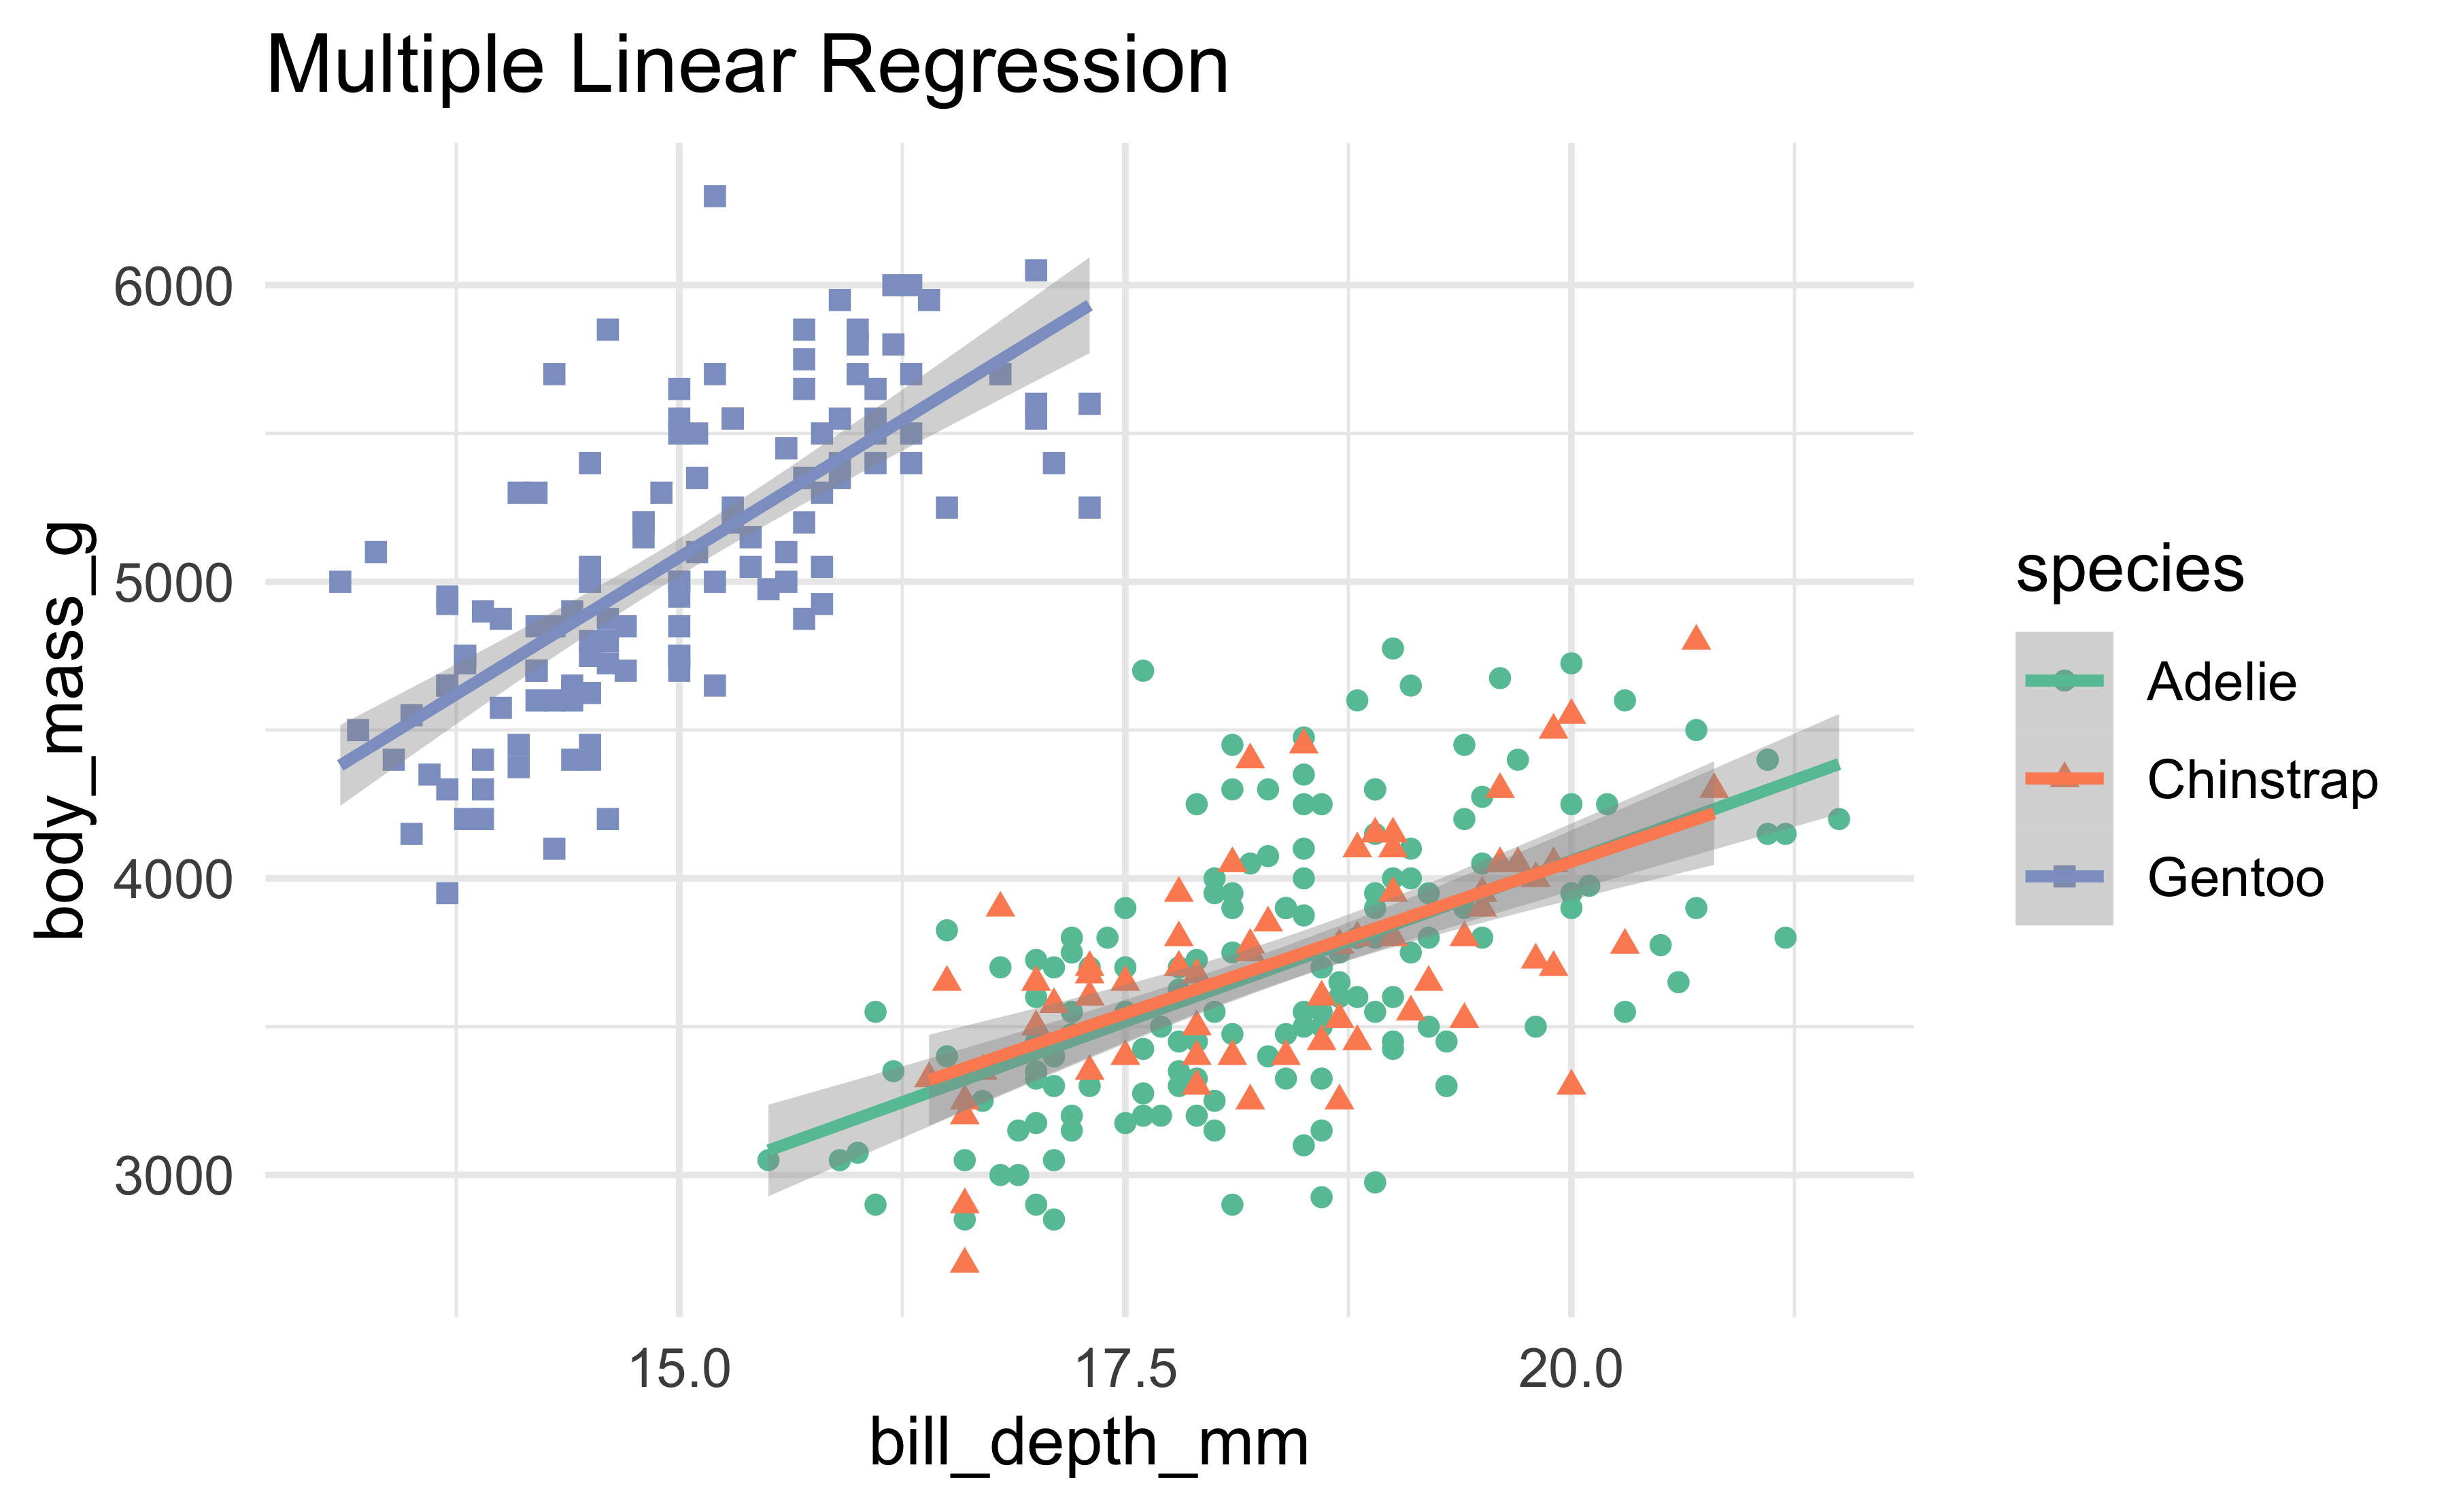 Multiple Linear Regression
6000
5000
4000
3000
body_mass_g
15.0 17.5 20.0
bill_depth_mm
species
Adelie
Chinstrap
Gentoo